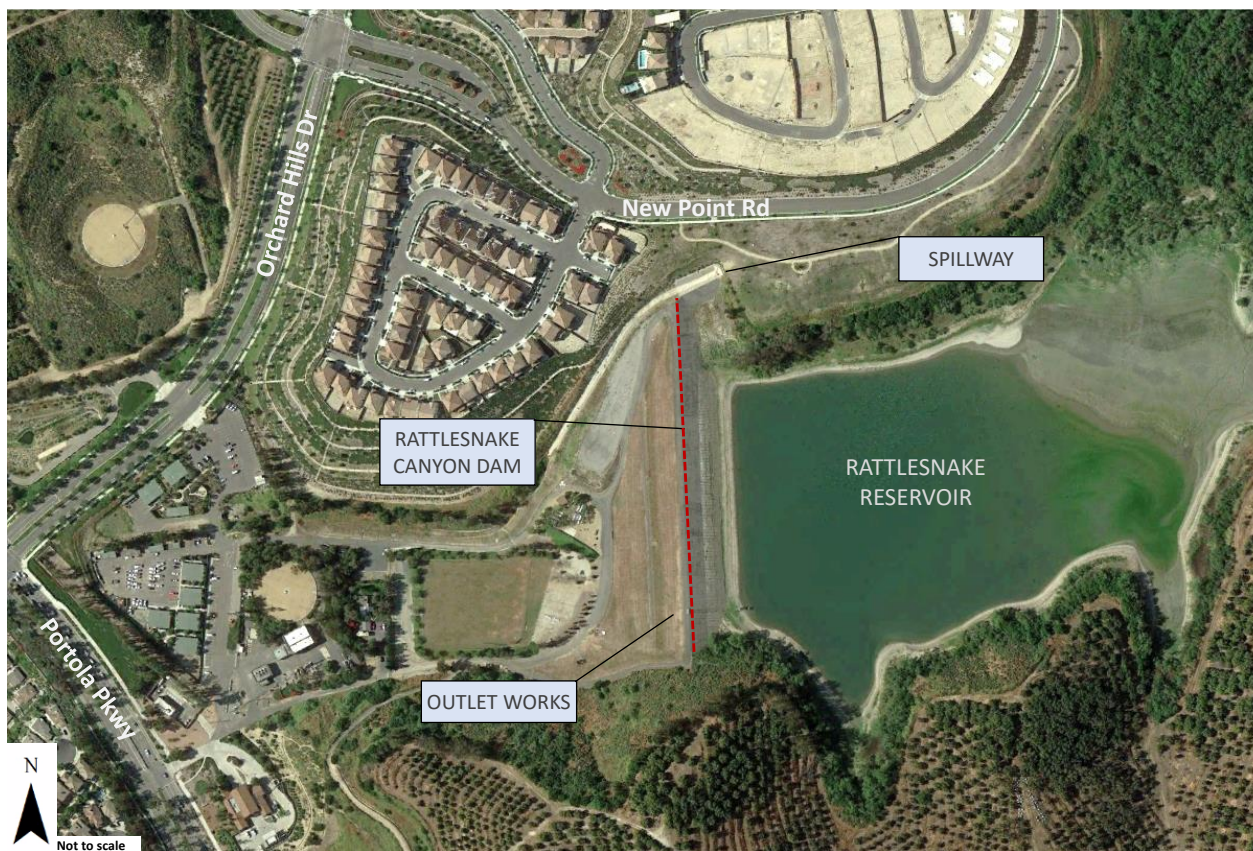 Orchard Hills Dr
New Point Rd
SPILLWAY
RATTLESNAKE
CANYON DAM
RATTLESNAKE
RESERVOIR
OUTLET WORKS
Portola Pkwy
N
Not to scale